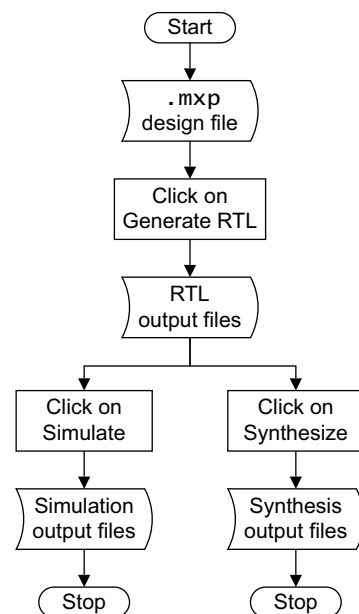 Start
.mxp
design file
Click on
Generate RTL
RTL
output files
Click on
Simulate
Click on
Synthesize
Simulation
output files
Synthesis
output files
Stop
Stop